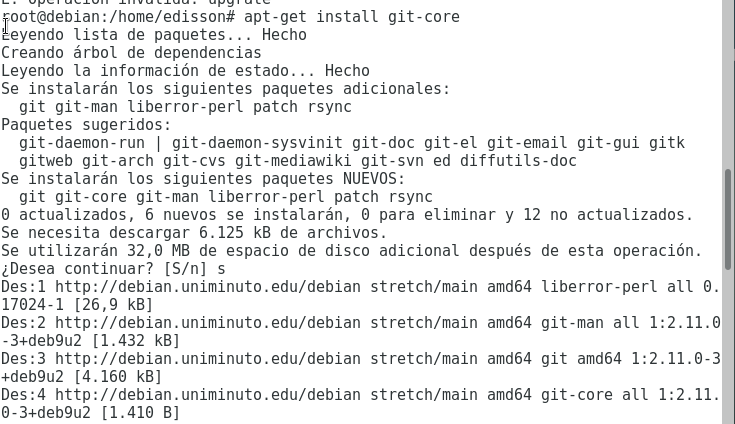 E: Operación inválida: upgrate
root@debian:/home/edisson# apt-get install git-core
Leyendo lista de paquetes... Hecho
Creando árbol de dependencias
Leyendo la información de estado... Hecho
Se instalarán los siguientes paquetes adicionales:
  git git-man liberror-perl patch rsync
Paquetes sugeridos:
  git-daemon-run | git-daemon-sysvinit git-doc git-el git-email git-gui gitk
  gitweb git-arch git-cvs git-mediawiki git-svn ed diffutils-doc
Se instalarán los siguientes paquetes NUEVOS:
  git git-core git-man liberror-perl patch rsync
0 actualizados, 6 nuevos se instalarán, 0 para eliminar y 12 no actualizados.
Se necesita descargar 6.125 kB de archivos.
Se utilizarán 32,0 MB de espacio de disco adicional después de esta operación.
¿Desea continuar? [S/n] s
Des:1 http://debian.uniminuto.edu/debian stretch/main amd64 liberror-perl all 0.
17024-1 [26,9 kB]
Des:2 http://debian.uniminuto.edu/debian stretch/main amd64 git-man all 1:2.11.0
-3+deb9u2 [1.432 kB]
Des:3 http://debian.uniminuto.edu/debian stretch/main amd64 git amd64 1:2.11.0-3
+deb9u2 [4.160 kB]
Des:4 http://debian.uniminuto.edu/debian stretch/main amd64 git-core all 1:2.11.
0-3+deb9u2 [1.410 B]